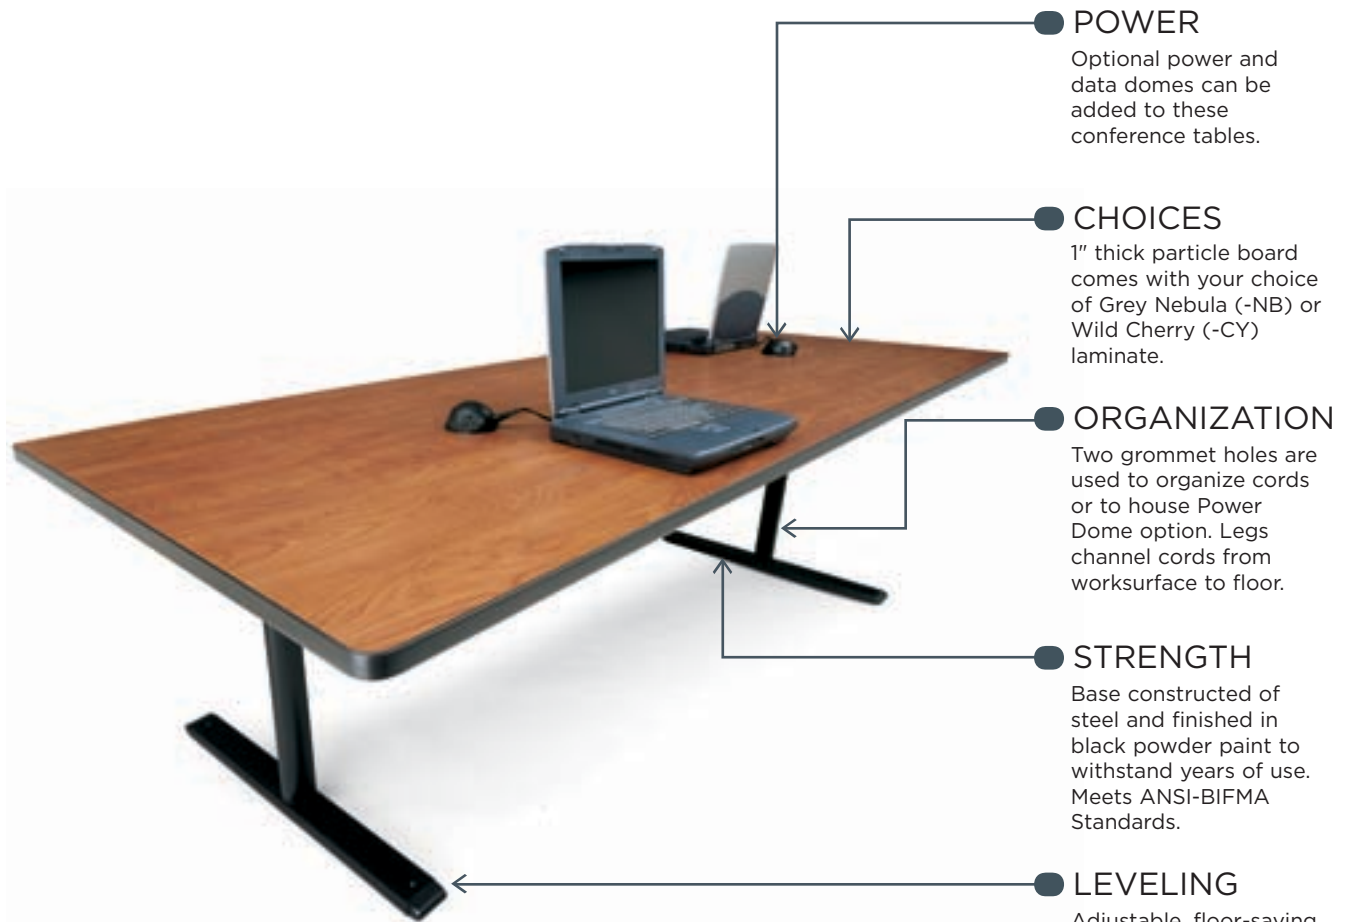 POWER
Optional power and
data domes can be
added to these
conference tables.
CHOICES
1" thick particle board
comes with your choice
of Grey Nebula (-NB) or
Wild Cherry (-CY)
laminate.
ORGANIZATION
Two grommet holes are
used to organize cords
or to house Power
Dome option. Legs
channel cords from
worksurface to floor.
STRENGTH
Base constructed of
steel and finished in
black powder paint to
withstand years of use.
Meets ANSI-BIFMA
Standards.
LEVELING
Adjustable, floor-saving